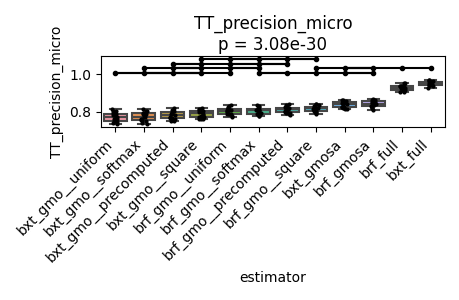 TT_precision_micro
p = 3.08e-30
TT_precision_micro
1.0
0.8
bxt_gmo__uniform
bxt_gmo__softmax
bxt_gmo__precomputed
bxt_gmo__square
brf_gmo__uniform
brf_gmo__softmax
brf_gmo__precomputed
brf_gmo__square
bxt_gmosa
brf_gmosa
brf_full
bxt_full
estimator